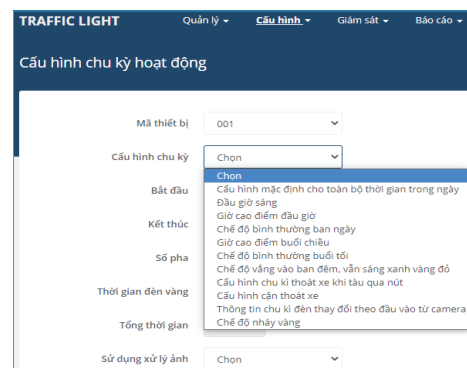 TRAFFIC LIGHT Quản lý Cấu hình Giám sát Báo cáo
Cấu hình chu kỳ hoạt động
Mã thiết bị 001
Cấu hình chu kỳ Chọn
Chọn
Cấu hình mặc định cho toàn bộ thời gian trong ngày
Bắt đầu
Đầu giờ sáng
Giờ cao điểm đầu giờ
Kết thúc
Chế độ bình thường ban ngày
Giờ cao điểm buổi chiều
Số pha
Chế độ bình thường buổi tối
Chế độ vắng vào ban đêm, vẫn sáng xanh vàng đỏ
Cấu hình chu kì thoát xe khi tàu qua nút
Thời gian đèn vàng
Cấu hình cận thoát xe
Thông tin chu kì đèn thay đổi theo đầu vào từ camera
Tổng thời gian
Chế độ nháy vàng
Sử dụng xử lý ảnh Chọn